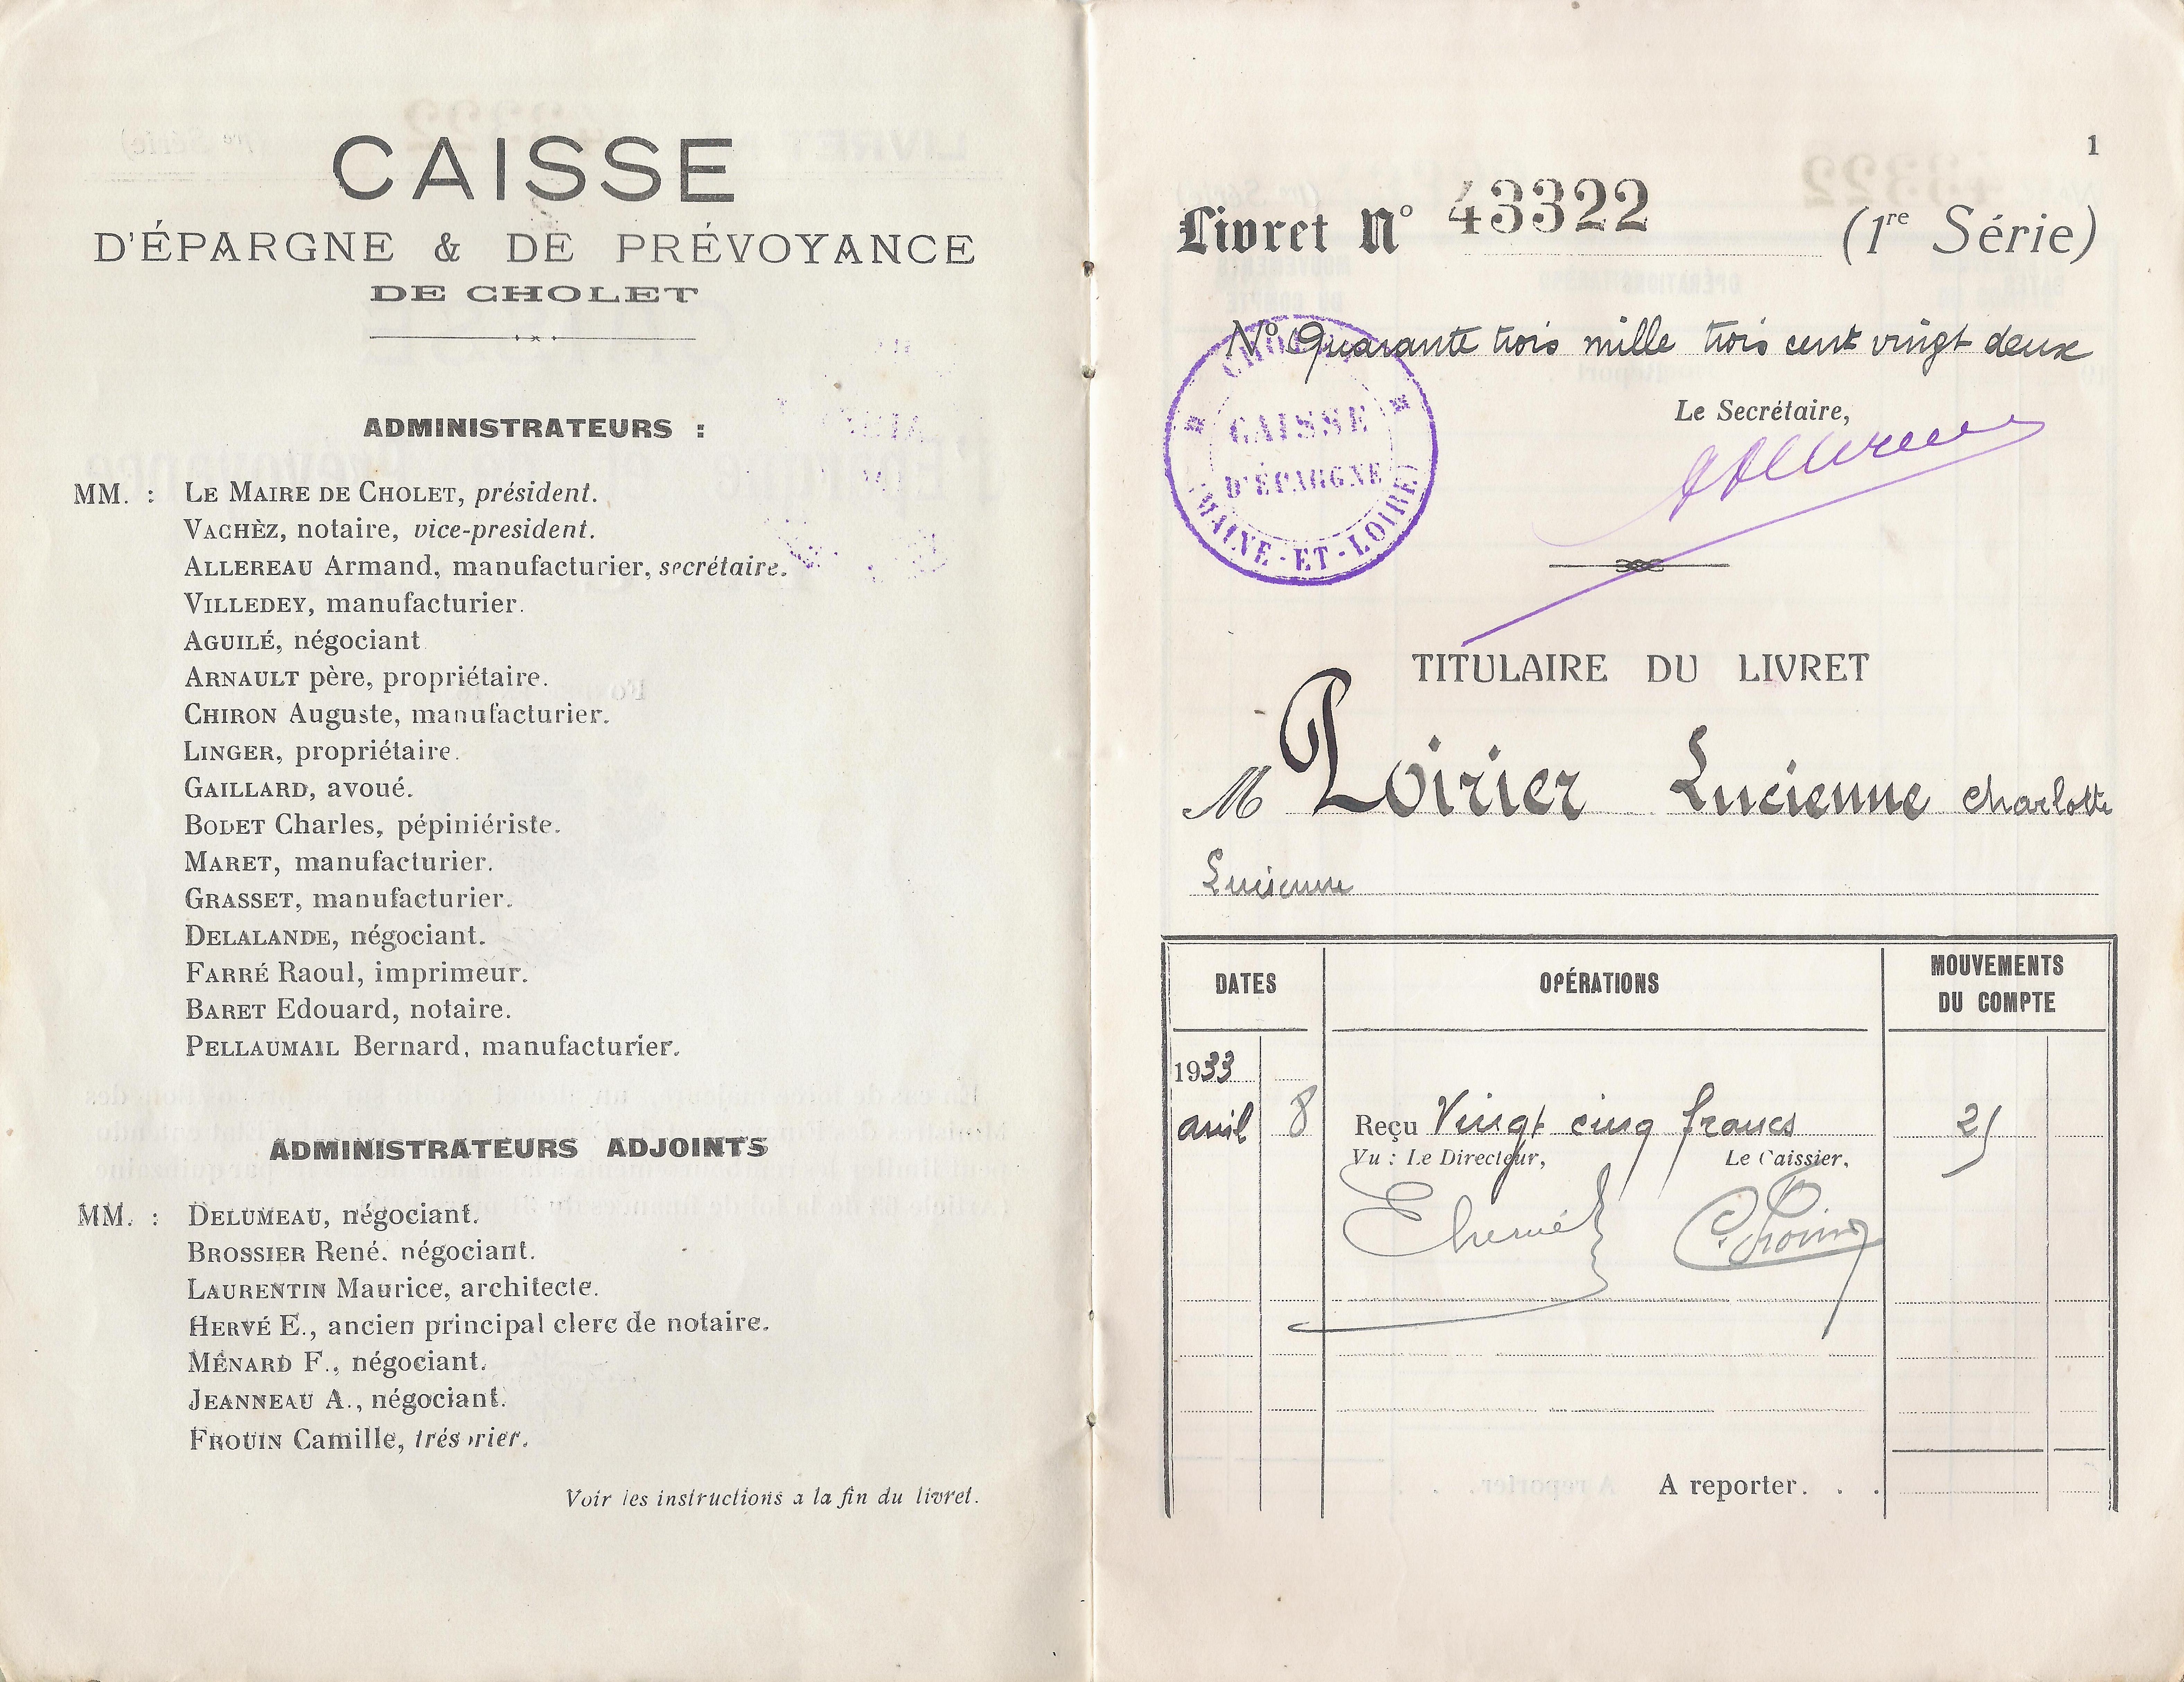 CAISSE
D'ÉPARGNE & DE PRÉVOYANCE
DE CHOLET
ADMINISTRATEURS :
MM. : LE MAIRE DE CHOLET, président.
VACHÈZ, notaire, vice-president.
ALLEREAU Armand, manufacturier, secrétaire.
VILLEDEY, manufacturier.
AGUILÉ, négociant
ARNAULT père, propriétaire.
CHIRON Auguste, manufacturier.
LINGER, propriétaire.
GAILLARD, avoué.
BODET Charles, pépiniériste.
MARET, manufacturier.
GRASSET, manufacturier.
DELALANDE, négociant.
FARRÉ Raoul, imprimeur.
BARET Edouard, notaire.
PELLAUMAIL Bernard, manufacturier.
ADMINISTRATEURS ADJOINTS
MM. : DELUMEAU, négociant.
BROSSIER René. négociant.
LAURENTIN Maurice, architecte.
HERVÉ E., ancien principal clerc de notaire.
MÉNARD F., négociant.
JEANNEAU A., négociant.
FROUIN Camille, trésorier.
Voir les instructions a la fin du livret.
1
Livret N° 43322 (1re Série)
N° Quarante trois mille trois cent vingt deux
CHOLET
CAISSE
D'ÉPARGNE
(MAINE-ET-LOIRE)
Le Secrétaire,
TITULAIRE DU LIVRET
M Poirier Lucienne Charlotte
Lucienne
DATES OPÉRATIONS MOUVEMENTS DU COMPTE
1933
avril 8 Reçu Vingt cinq francs 25
Vu : Le Directeur, Le Caissier,
A reporter. . .